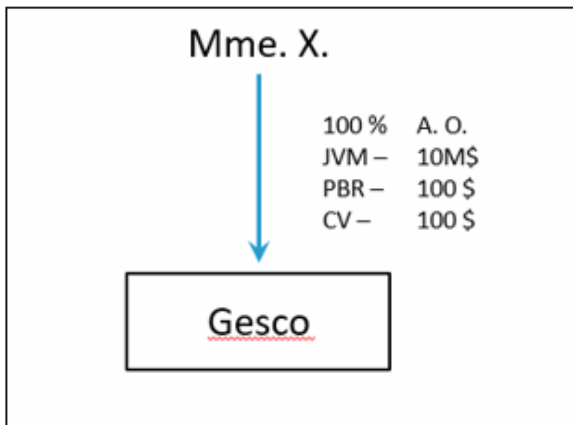 Mme. X.
100 % A. O.
JVM – 10M$
PBR – 100 $
CV – 100 $
Gesco